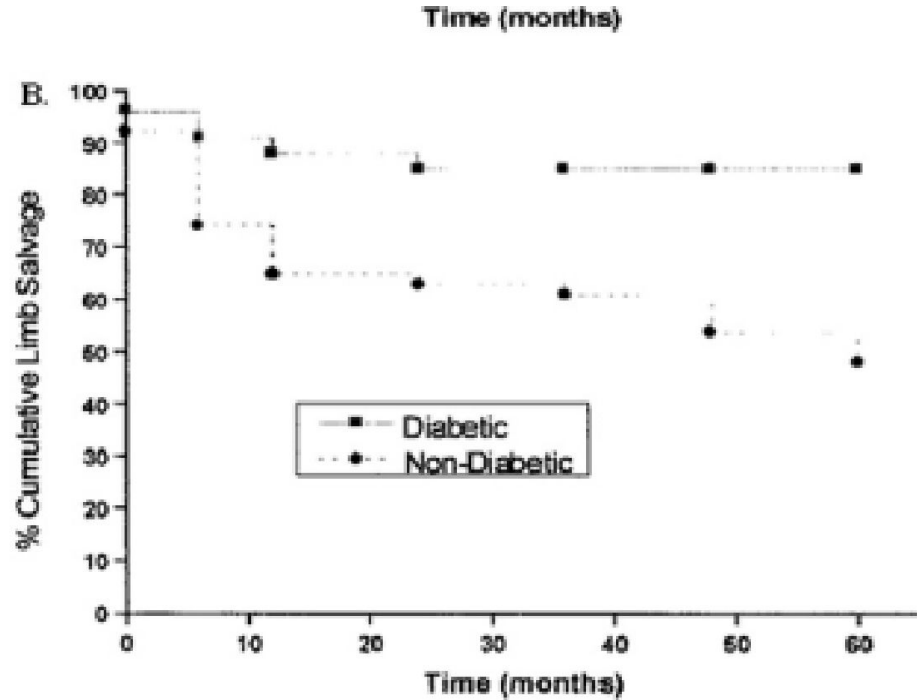 Time (months)
B.
% Cumulative Limb Salvage
100
90
80
70
60
50
40
30
20
10
0
Diabetic
Non-Diabetic
0 10 20 30 40 50 60
Time (months)